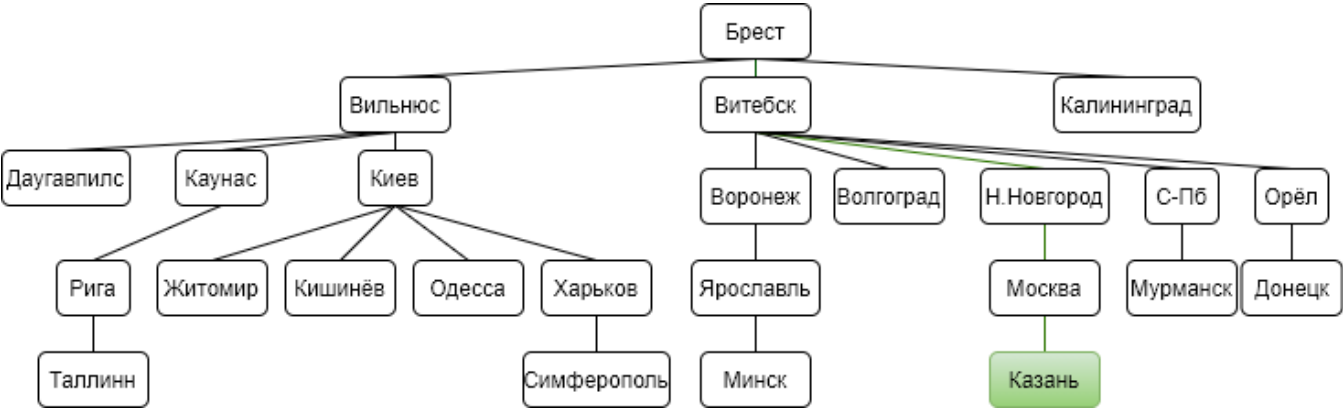 Брест
Вильнюс
Витебск
Калининград
Даугавпилс
Каунас
Киев
Воронеж
Волгоград
Н.Новгород
С-Пб
Орёл
Рига
Житомир
Кишинёв
Одесса
Харьков
Ярославль
Москва
Мурманск
Донецк
Таллинн
Симферополь
Минск
Казань